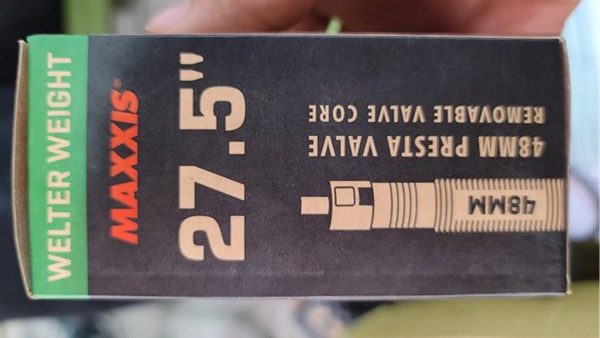 WELTER WEIGHT
MAXXIS®
27.5"
48MM PRESTA VALVE
REMOVABLE VALVE CORE
48MM